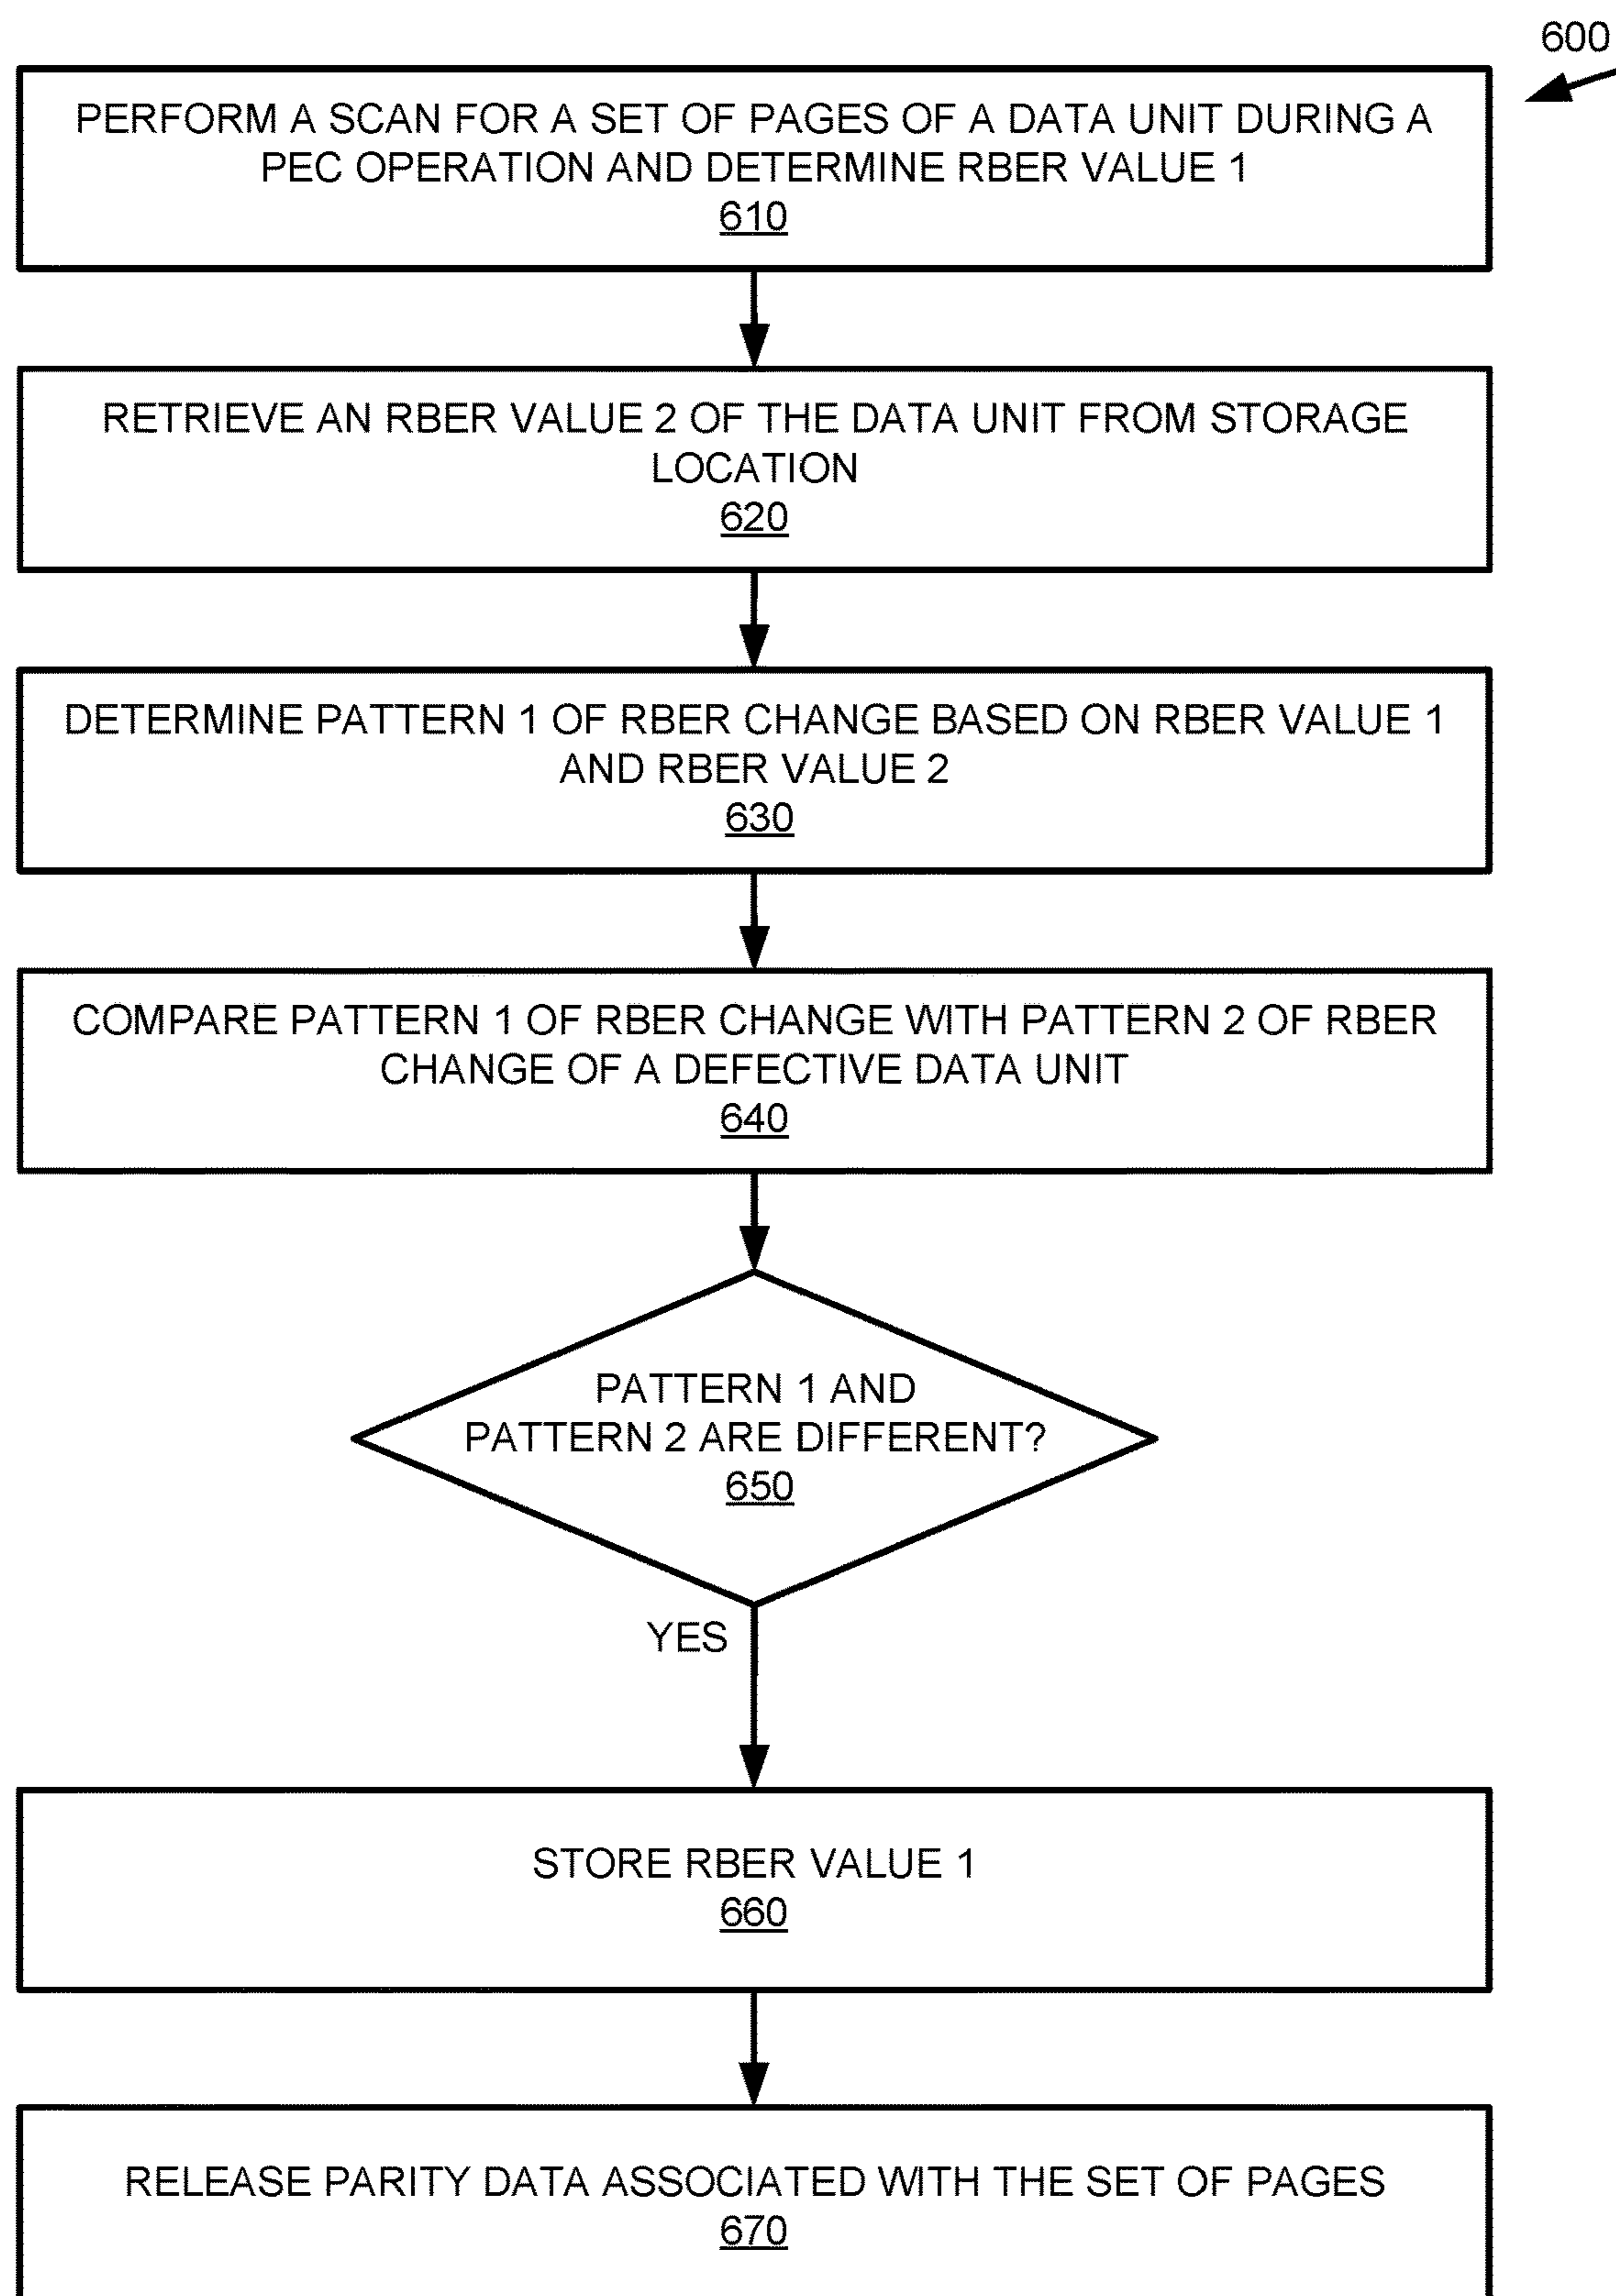 600
PERFORM A SCAN FOR A SET OF PAGES OF A DATA UNIT DURING A
PEC OPERATION AND DETERMINE RBER VALUE 1
610
RETRIEVE AN RBER VALUE 2 OF THE DATA UNIT FROM STORAGE
LOCATION
620
DETERMINE PATTERN 1 OF RBER CHANGE BASED ON RBER VALUE 1
AND RBER VALUE 2
630
COMPARE PATTERN 1 OF RBER CHANGE WITH PATTERN 2 OF RBER
CHANGE OF A DEFECTIVE DATA UNIT
640
PATTERN 1 AND
PATTERN 2 ARE DIFFERENT?
650
YES
STORE RBER VALUE 1
660
RELEASE PARITY DATA ASSOCIATED WITH THE SET OF PAGES
670